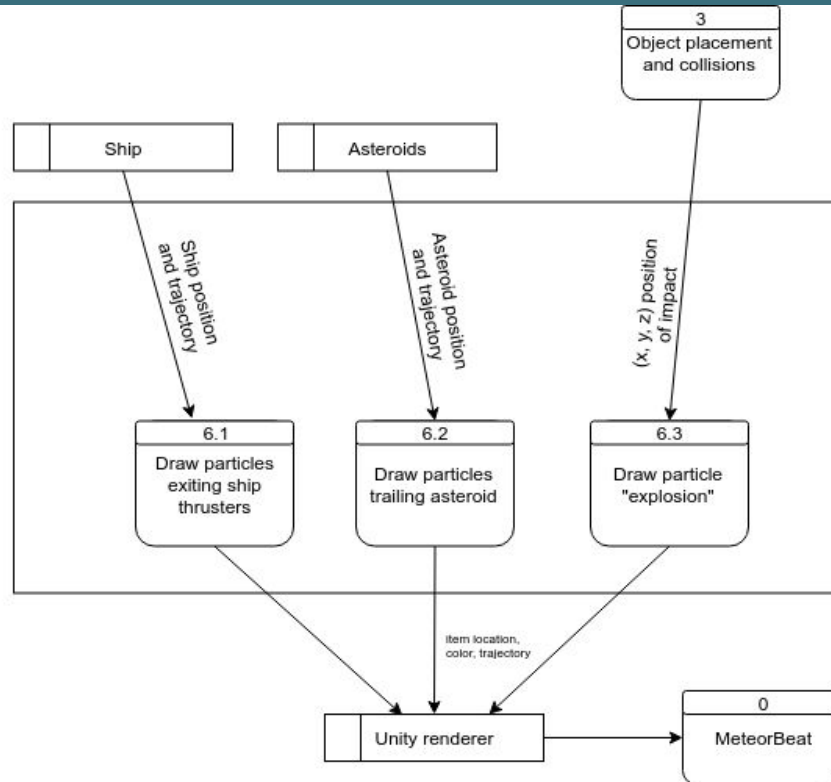 3
Object placement
and collisions
Ship
Asteroids
Ship position
and trajectory
Asteroid position
and trajectory
(x, y, z) position
of impact
6.1
Draw particles
exiting ship
thrusters
6.2
Draw particles
trailing asteroid
6.3
Draw particle
"explosion"
item location,
color, trajectory
Unity renderer
0
MeteorBeat